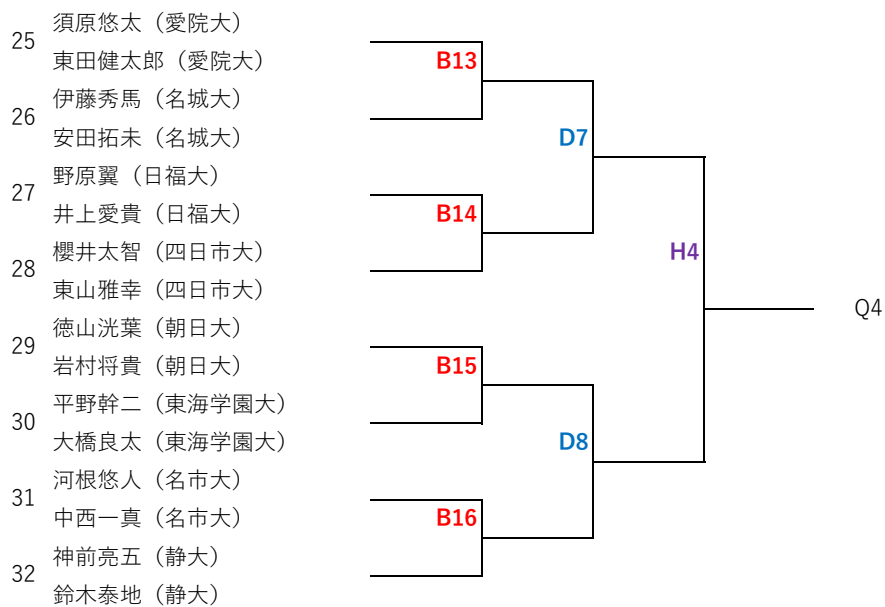 須原悠太（愛院大）
25
東田健太郎（愛院大）
B13
伊藤秀馬（名城大）
26
安田拓未（名城大）
D7
野原翼（日福大）
27
井上愛貴（日福大）
B14
櫻井太智（四日市大）
28
東山雅幸（四日市大）
H4
Q4
徳山洸葉（朝日大）
29
岩村将貴（朝日大）
B15
平野幹二（東海学園大）
30
大橋良太（東海学園大）
D8
河根悠人（名市大）
31
中西一真（名市大）
B16
神前亮五（静大）
32
鈴木泰地（静大）